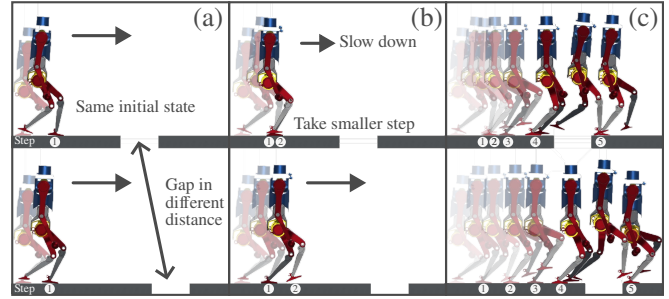 (a)
(b)
(c)
Slow down
Same initial state
Take smaller step
Step 1
1 2
1 2 3 4 5
Gap in
different
distance
Step 1
1 2
1 2 3 4 5